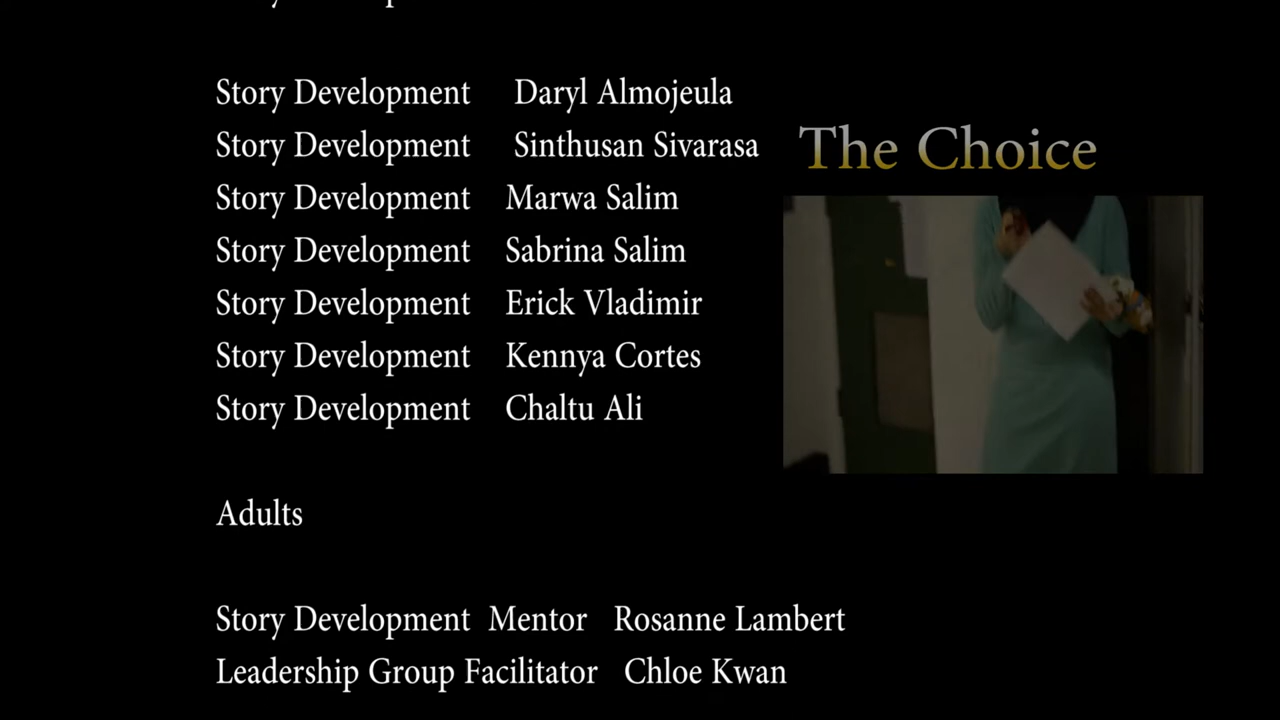 Story Development Daryl Almojeula
Story Development Sinthusan Sivarasa
The Choice
Story Development Marwa Salim
Story Development Sabrina Salim
Story Development Erick Vladimir
Story Development Kennya Cortes
Story Development Chaltu Ali
Adults
Story Development Mentor Rosanne Lambert
Leadership Group Facilitator Chloe Kwan